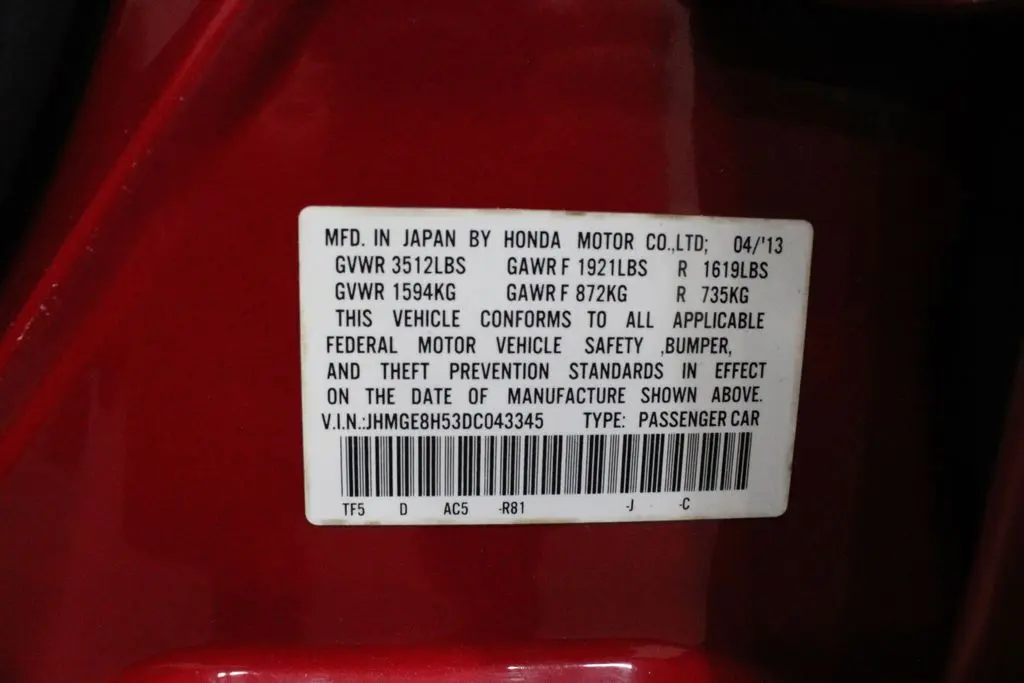 MFD. IN JAPAN BY HONDA MOTOR CO.,LTD; 04/'13
GVWR 3512LBS GAWR F 1921LBS R 1619LBS
GVWR 1594KG GAWR F 872KG R 735KG
THIS VEHICLE CONFORMS TO ALL APPLICABLE
FEDERAL MOTOR VEHICLE SAFETY ,BUMPER,
AND THEFT PREVENTION STANDARDS IN EFFECT
ON THE DATE OF MANUFACTURE SHOWN ABOVE.
V.I.N.:JHMGE8H53DC043345 TYPE: PASSENGER CAR
TF5 D AC5 -R81 -J -C